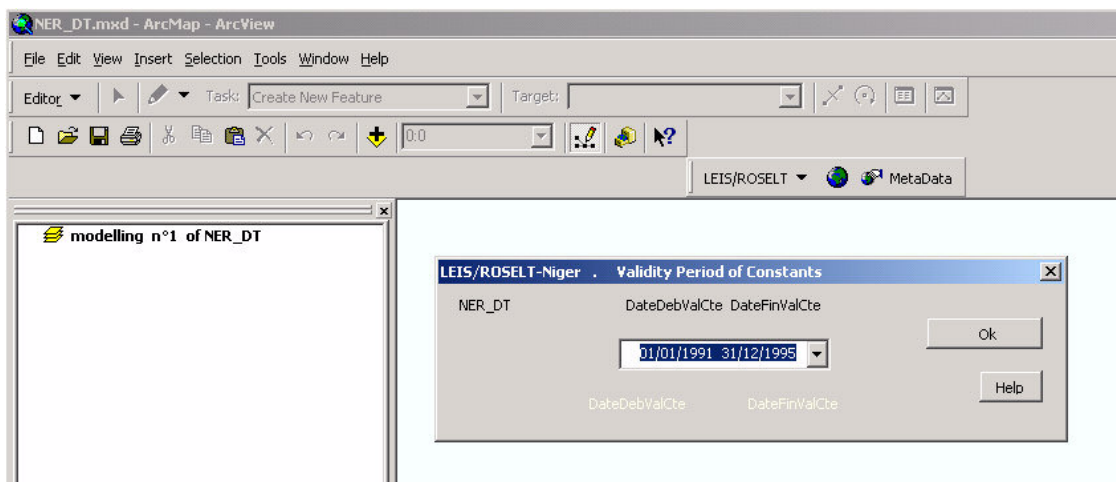 NER_DT.mxd - ArcMap - ArcView
File Edit View Insert Selection Tools Window Help
Editor Task: Create New Feature Target:
0:0
LEIS/ROSELT MetaData
modelling n°1 of NER_DT
LEIS/ROSELT-Niger . Validity Period of Constants
NER_DT DateDebValCte DateFinValCte
Ok
01/01/1991 31/12/1995
Help
DateDebValCte DateFinValCte